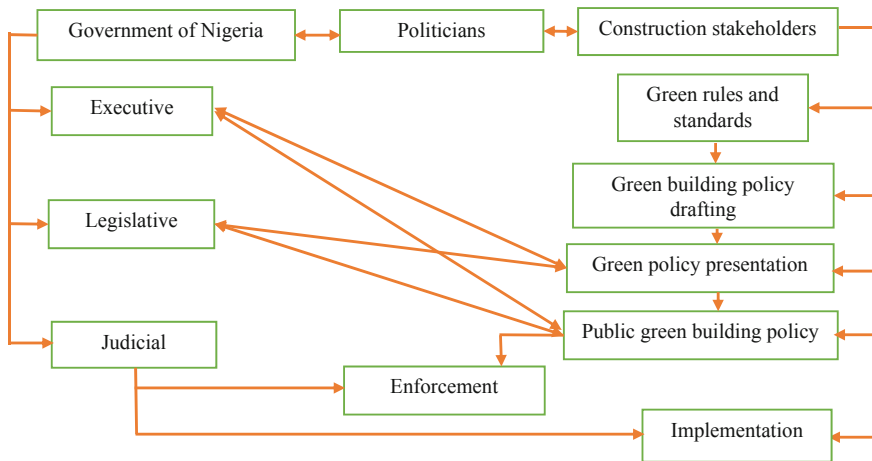 Government of Nigeria
Politicians
Construction stakeholders
Executive
Green rules and
standards
Green building policy
drafting
Legislative
Green policy presentation
Public green building policy
Judicial
Enforcement
Implementation